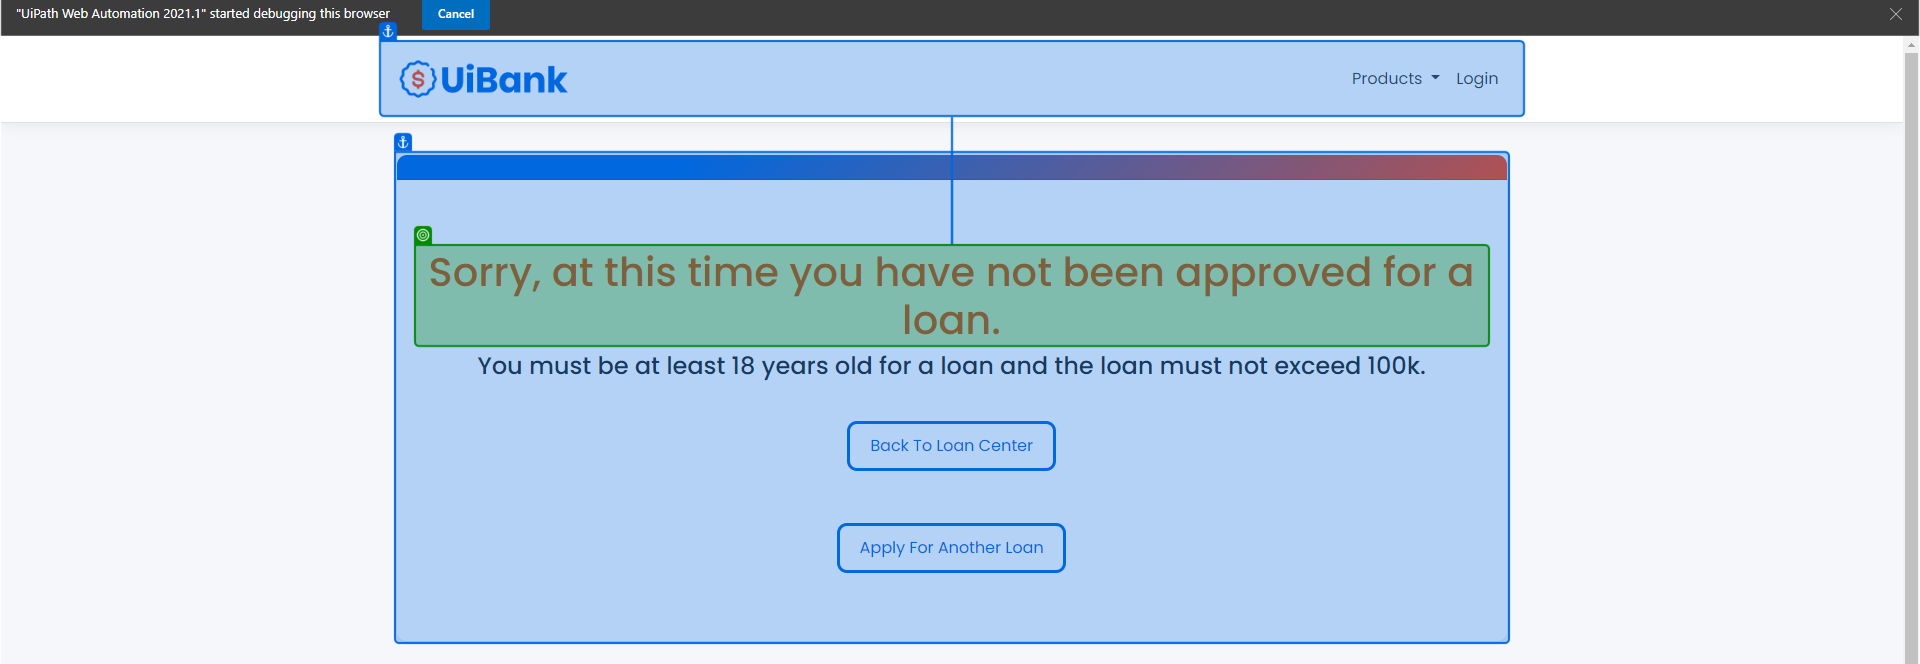 "UiPath Web Automation 2021.1" started debugging this browser
Cancel
UiBank
Products
Login
Sorry, at this time you have not been approved for a
loan.
You must be at least 18 years old for a loan and the loan must not exceed 100k.
Back To Loan Center
Apply For Another Loan